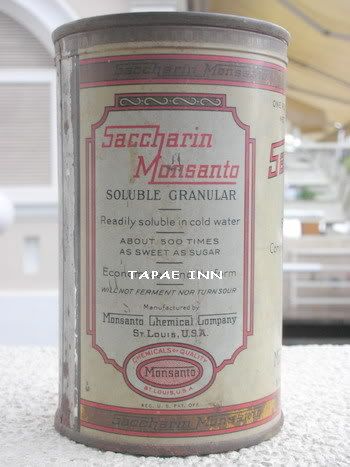 Saccharin Monsanto
ONE
Saccharin
Monsanto
SOLUBLE GRANULAR
Readily soluble in cold water
ABOUT 500 TIMES
AS SWEET AS SUGAR
TAPAE INN
WILL NOT FERMENT NOR TURN SOUR
Manufactured by
Monsanto Chemical Company
ST. LOUIS, U.S.A.
CHEMICALS OF QUALITY
Monsanto
ST. LOUIS, U.S.A.
REG. U.S. PAT. OFF.
Saccharin Monsanto